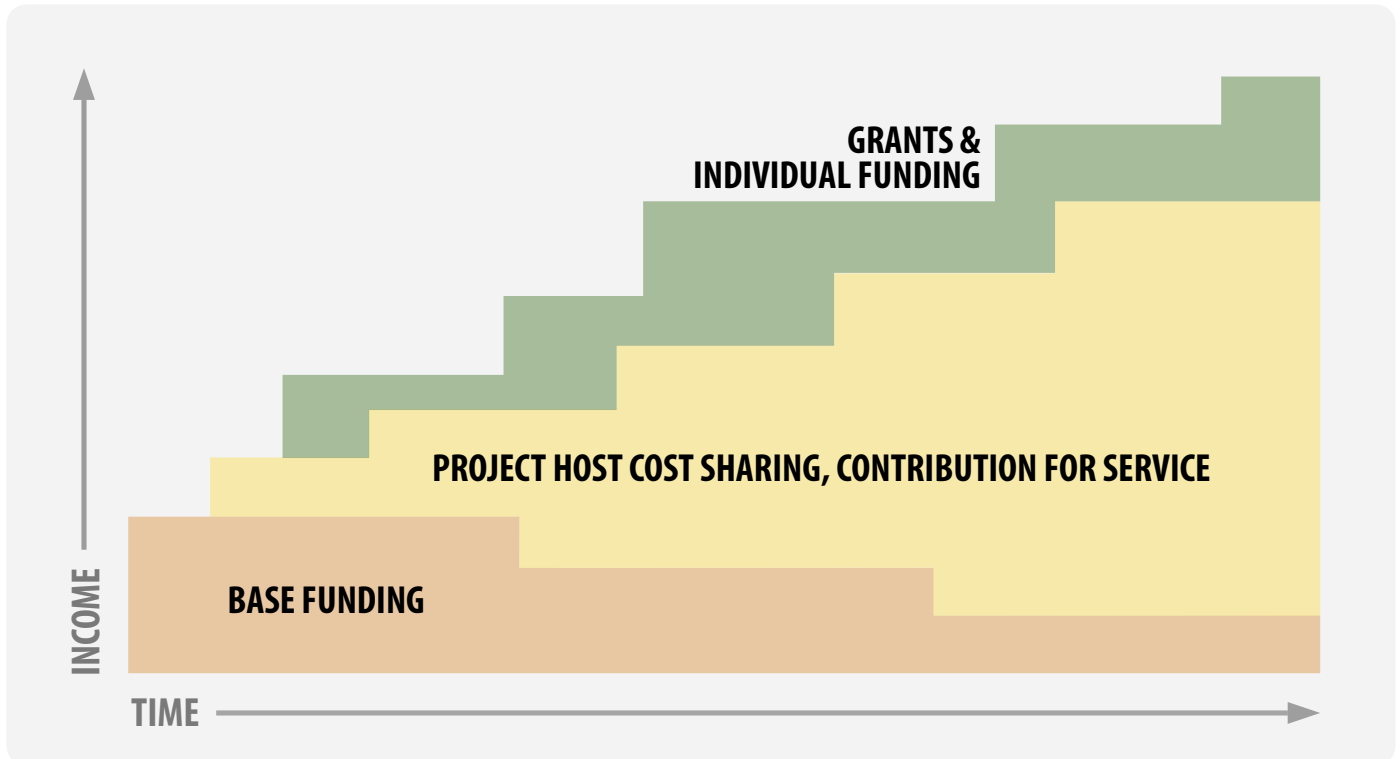 GRANTS &
INDIVIDUAL FUNDING
PROJECT HOST COST SHARING, CONTRIBUTION FOR SERVICE
BASE FUNDING
INCOME
TIME